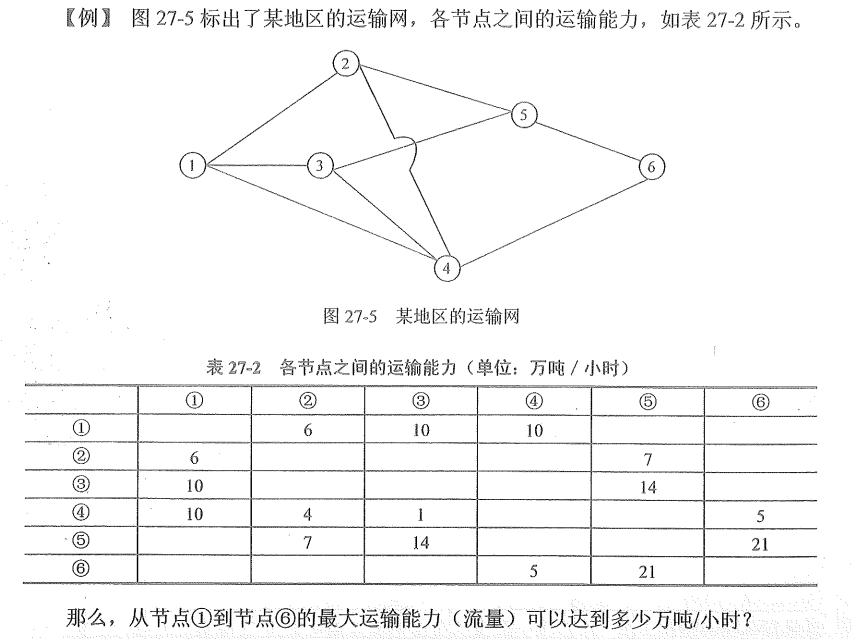 〖例〗 图 27-5 标出了某地区的运输网，各节点之间的运输能力，如表 27-2 所示。
2
5
1
3
6
4
图 27-5 某地区的运输网
表 27-2 各节点之间的运输能力（单位：万吨 / 小时）
① ② ③ ④ ⑤ ⑥
① 6 10 10
② 6 7
③ 10 14
④ 10 4 1 5
⑤ 7 14 21
⑥ 5 21
那么，从节点①到节点⑥的最大运输能力（流量）可以达到多少万吨/小时？